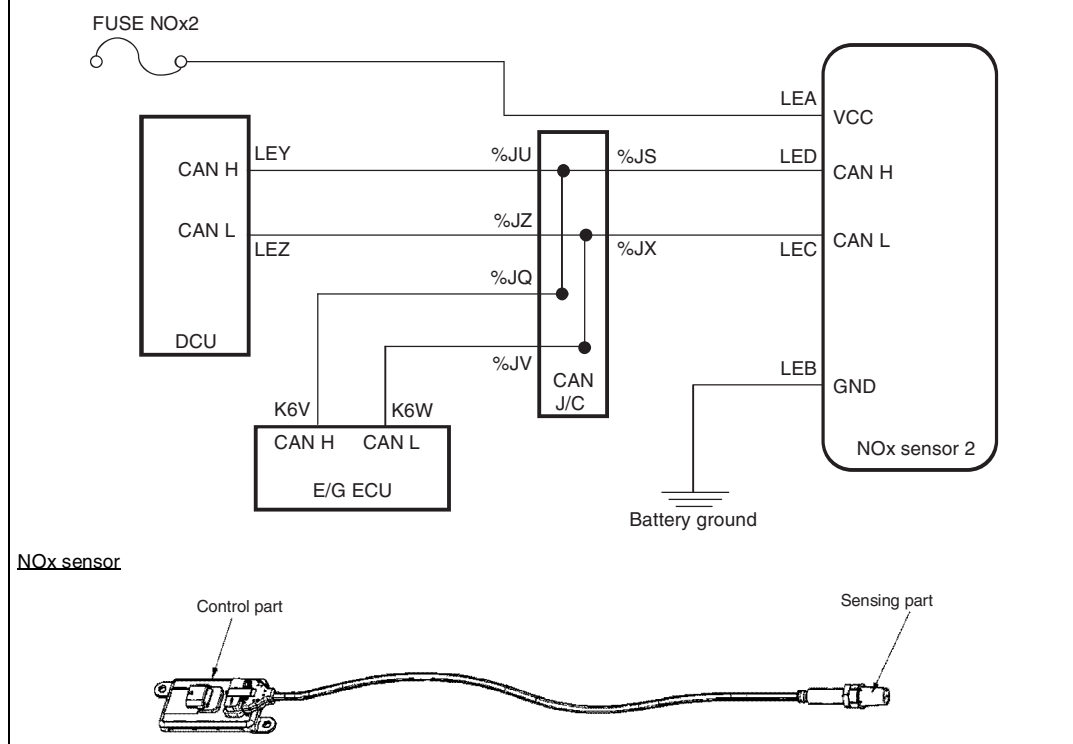 FUSE NOx2
LEA
VCC
LEY
%JU
%JS
LED
CAN H
CAN H
CAN L
%JZ
LEZ
%JX
LEC
CAN L
%JQ
DCU
%JV
CAN
J/C
LEB
GND
K6V
K6W
CAN H
CAN L
E/G ECU
NOx sensor 2
Battery ground
NOx sensor
Control part
Sensing part